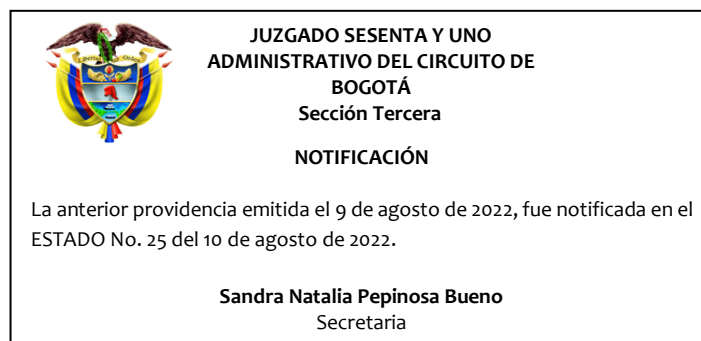 JUZGADO SESENTA Y UNO
ADMINISTRATIVO DEL CIRCUITO DE
BOGOTÁ
Sección Tercera
NOTIFICACIÓN
La anterior providencia emitida el 9 de agosto de 2022, fue notificada en el
ESTADO No. 25 del 10 de agosto de 2022.
Sandra Natalia Pepinosa Bueno
Secretaria